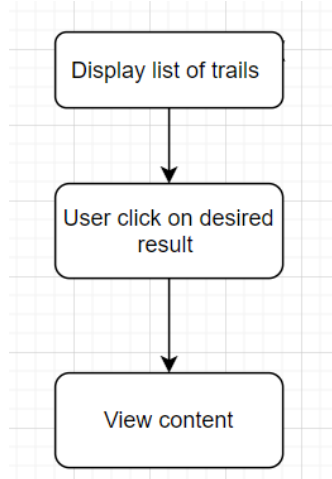 Display list of trails
User click on desired
result
View content